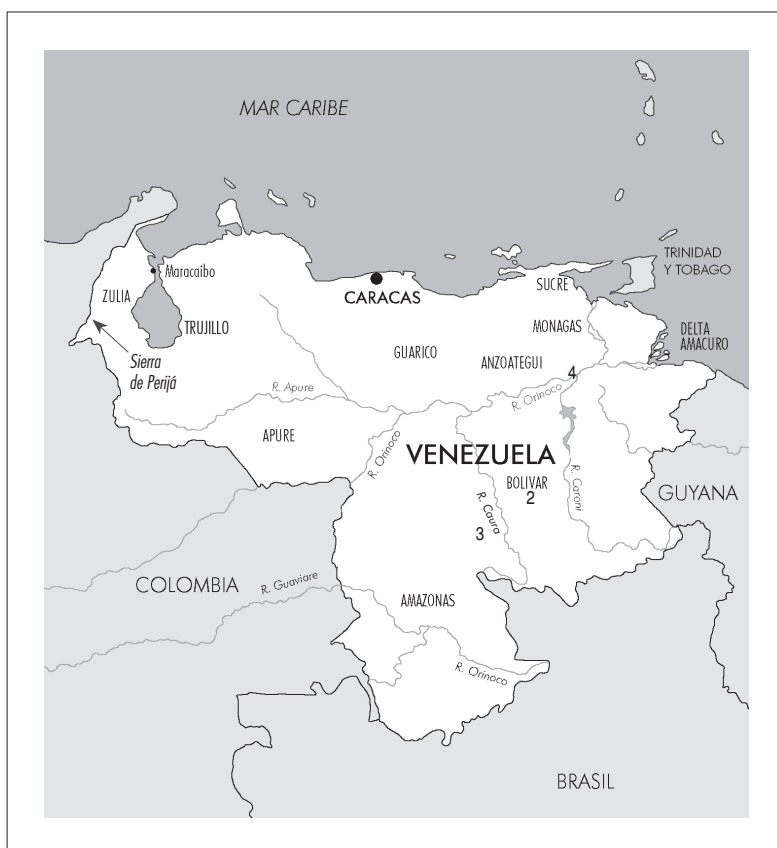 MAR CARIBE
TRINIDAD
Y TOBAGO
Maracaibo
ZULIA
CARACAS
SUCRE
TRUJILLO
MONAGAS
DELTA
AMACURO
GUARICO
ANZOATEGUI
Sierra
de Perijá
4
R. Apure
R. Orinoco
APURE
R. Orinoco
VENEZUELA
BOLIVAR
2
R. Caroni
GUYANA
R. Caura
3
COLOMBIA
R. Guaviare
AMAZONAS
R. Orinoco
BRASIL